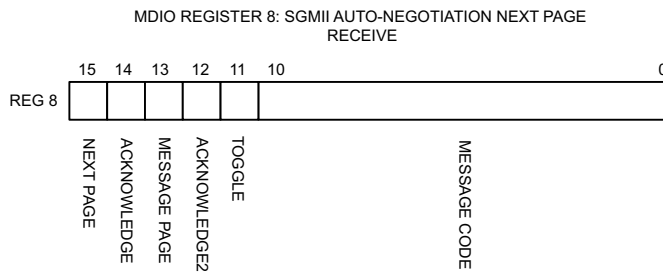 MDIO REGISTER 8: SGMII AUTO-NEGOTIATION NEXT PAGE
RECEIVE
15 14 13 12 11 10 0
REG 8
NEXT PAGE
ACKNOWLEDGE
MESSAGE PAGE
ACKNOWLEDGE2
TOGGLE
MESSAGE CODE